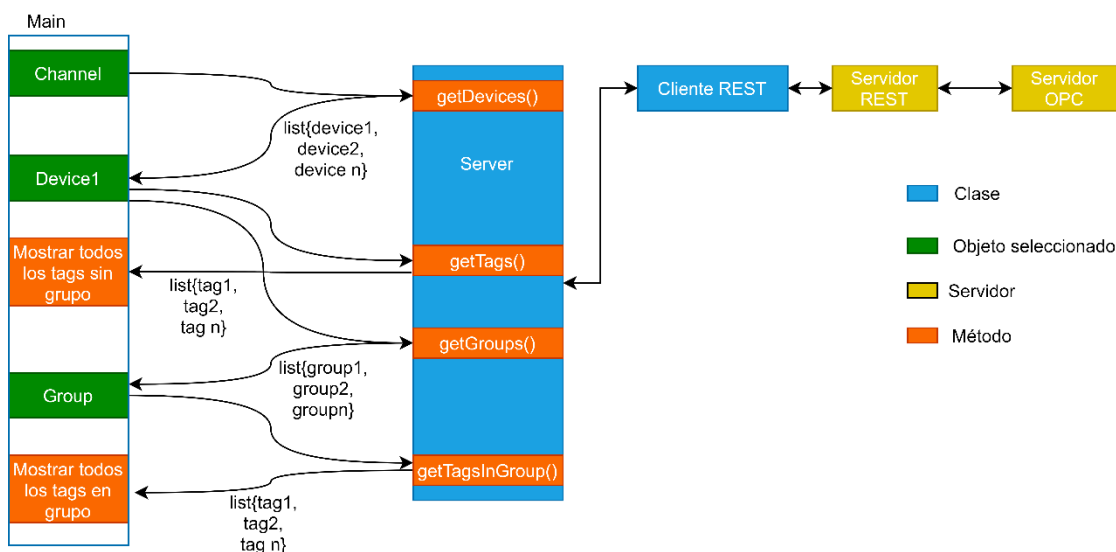 Main
Channel
getDevices()
list{device1,
device2,
device n}
Device1
Server
Mostrar todos
los tags sin
grupo
getTags()
list{tag1,
tag2,
tag n}
getGroups()
list{group1,
group2,
groupn}
Group
Mostrar todos
los tags en
grupo
getTagsInGroup()
list{tag1,
tag2,
tag n}
Cliente REST
Servidor
REST
Servidor
OPC
Clase
Objeto seleccionado
Servidor
Método